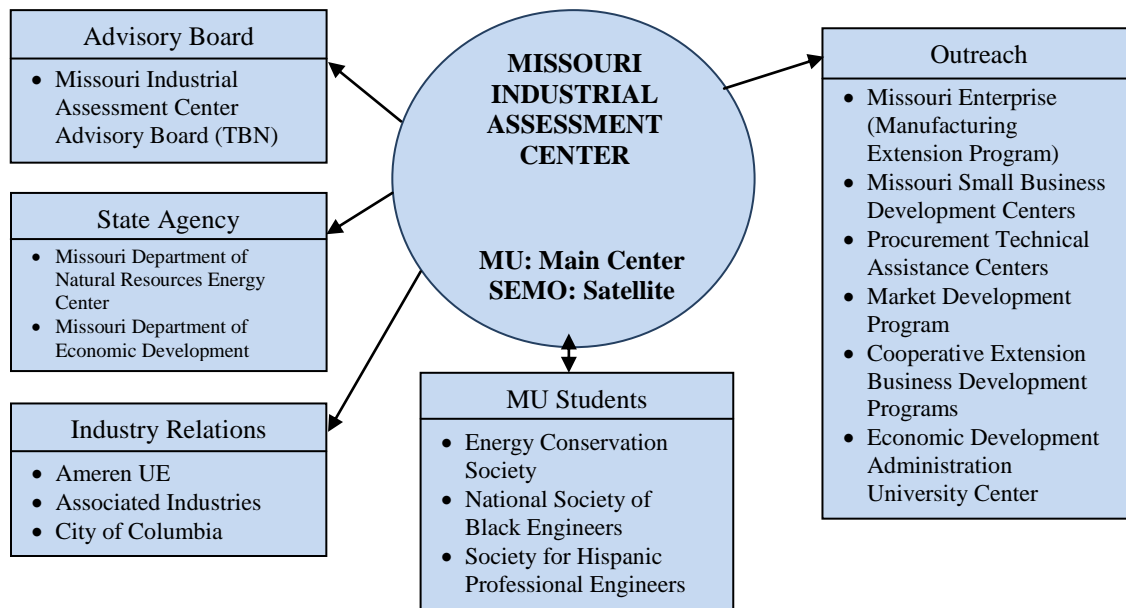 Advisory Board
• Missouri Industrial
Assessment Center
Advisory Board (TBN)
State Agency
• Missouri Department of
Natural Resources Energy
Center
• Missouri Department of
Economic Development
Industry Relations
• Ameren UE
• Associated Industries
• City of Columbia
MISSOURI
INDUSTRIAL
ASSESSMENT
CENTER
MU: Main Center
SEMO: Satellite
MU Students
• Energy Conservation
Society
• National Society of
Black Engineers
• Society for Hispanic
Professional Engineers
Outreach
• Missouri Enterprise
(Manufacturing
Extension Program)
• Missouri Small Business
Development Centers
• Procurement Technical
Assistance Centers
• Market Development
Program
• Cooperative Extension
Business Development
Programs
• Economic Development
Administration
University Center